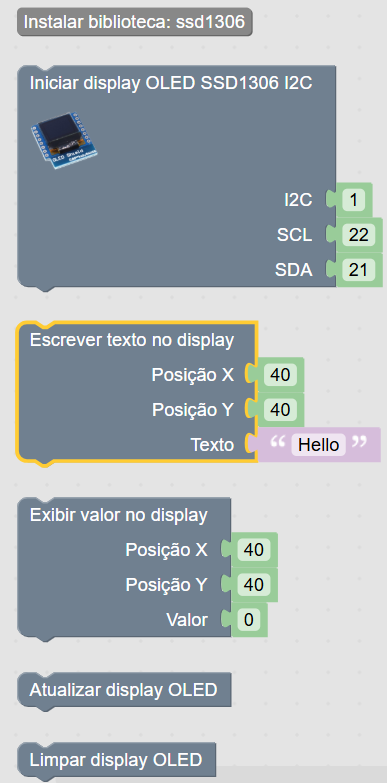 Instalar biblioteca: ssd1306
Iniciar display OLED SSD1306 I2C
OLED Shield
I2C 1
SCL 22
SDA 21
Escrever texto no display
Posição X 40
Posição Y 40
Texto “ Hello ”
Exibir valor no display
Posição X 40
Posição Y 40
Valor 0
Atualizar display OLED
Limpar display OLED